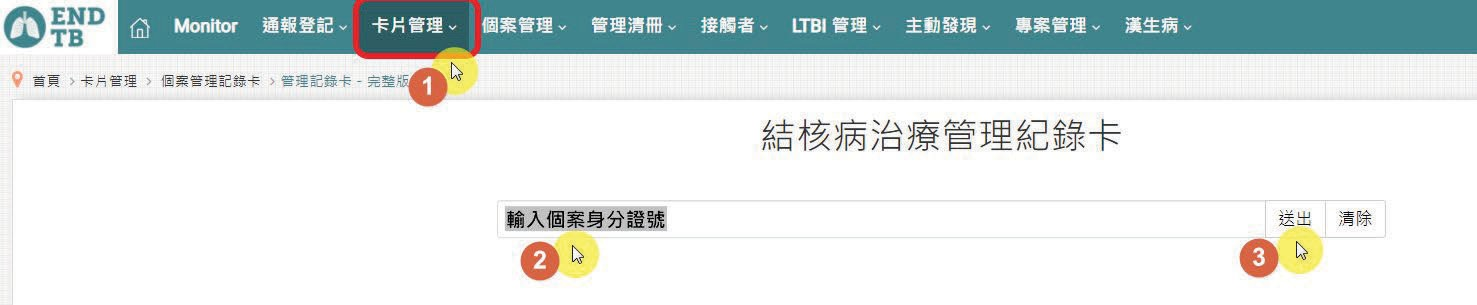 END TB Monitor 通報登記 卡片管理 個案管理 管理清冊 接觸者 LTBI 管理 主動發現 專案管理 漢生病
首頁 > 卡片管理 > 個案管理記錄卡 > 管理記錄卡 - 完整版
1
結核病治療管理紀錄卡
輸入個案身分證號 送出 清除
2 3